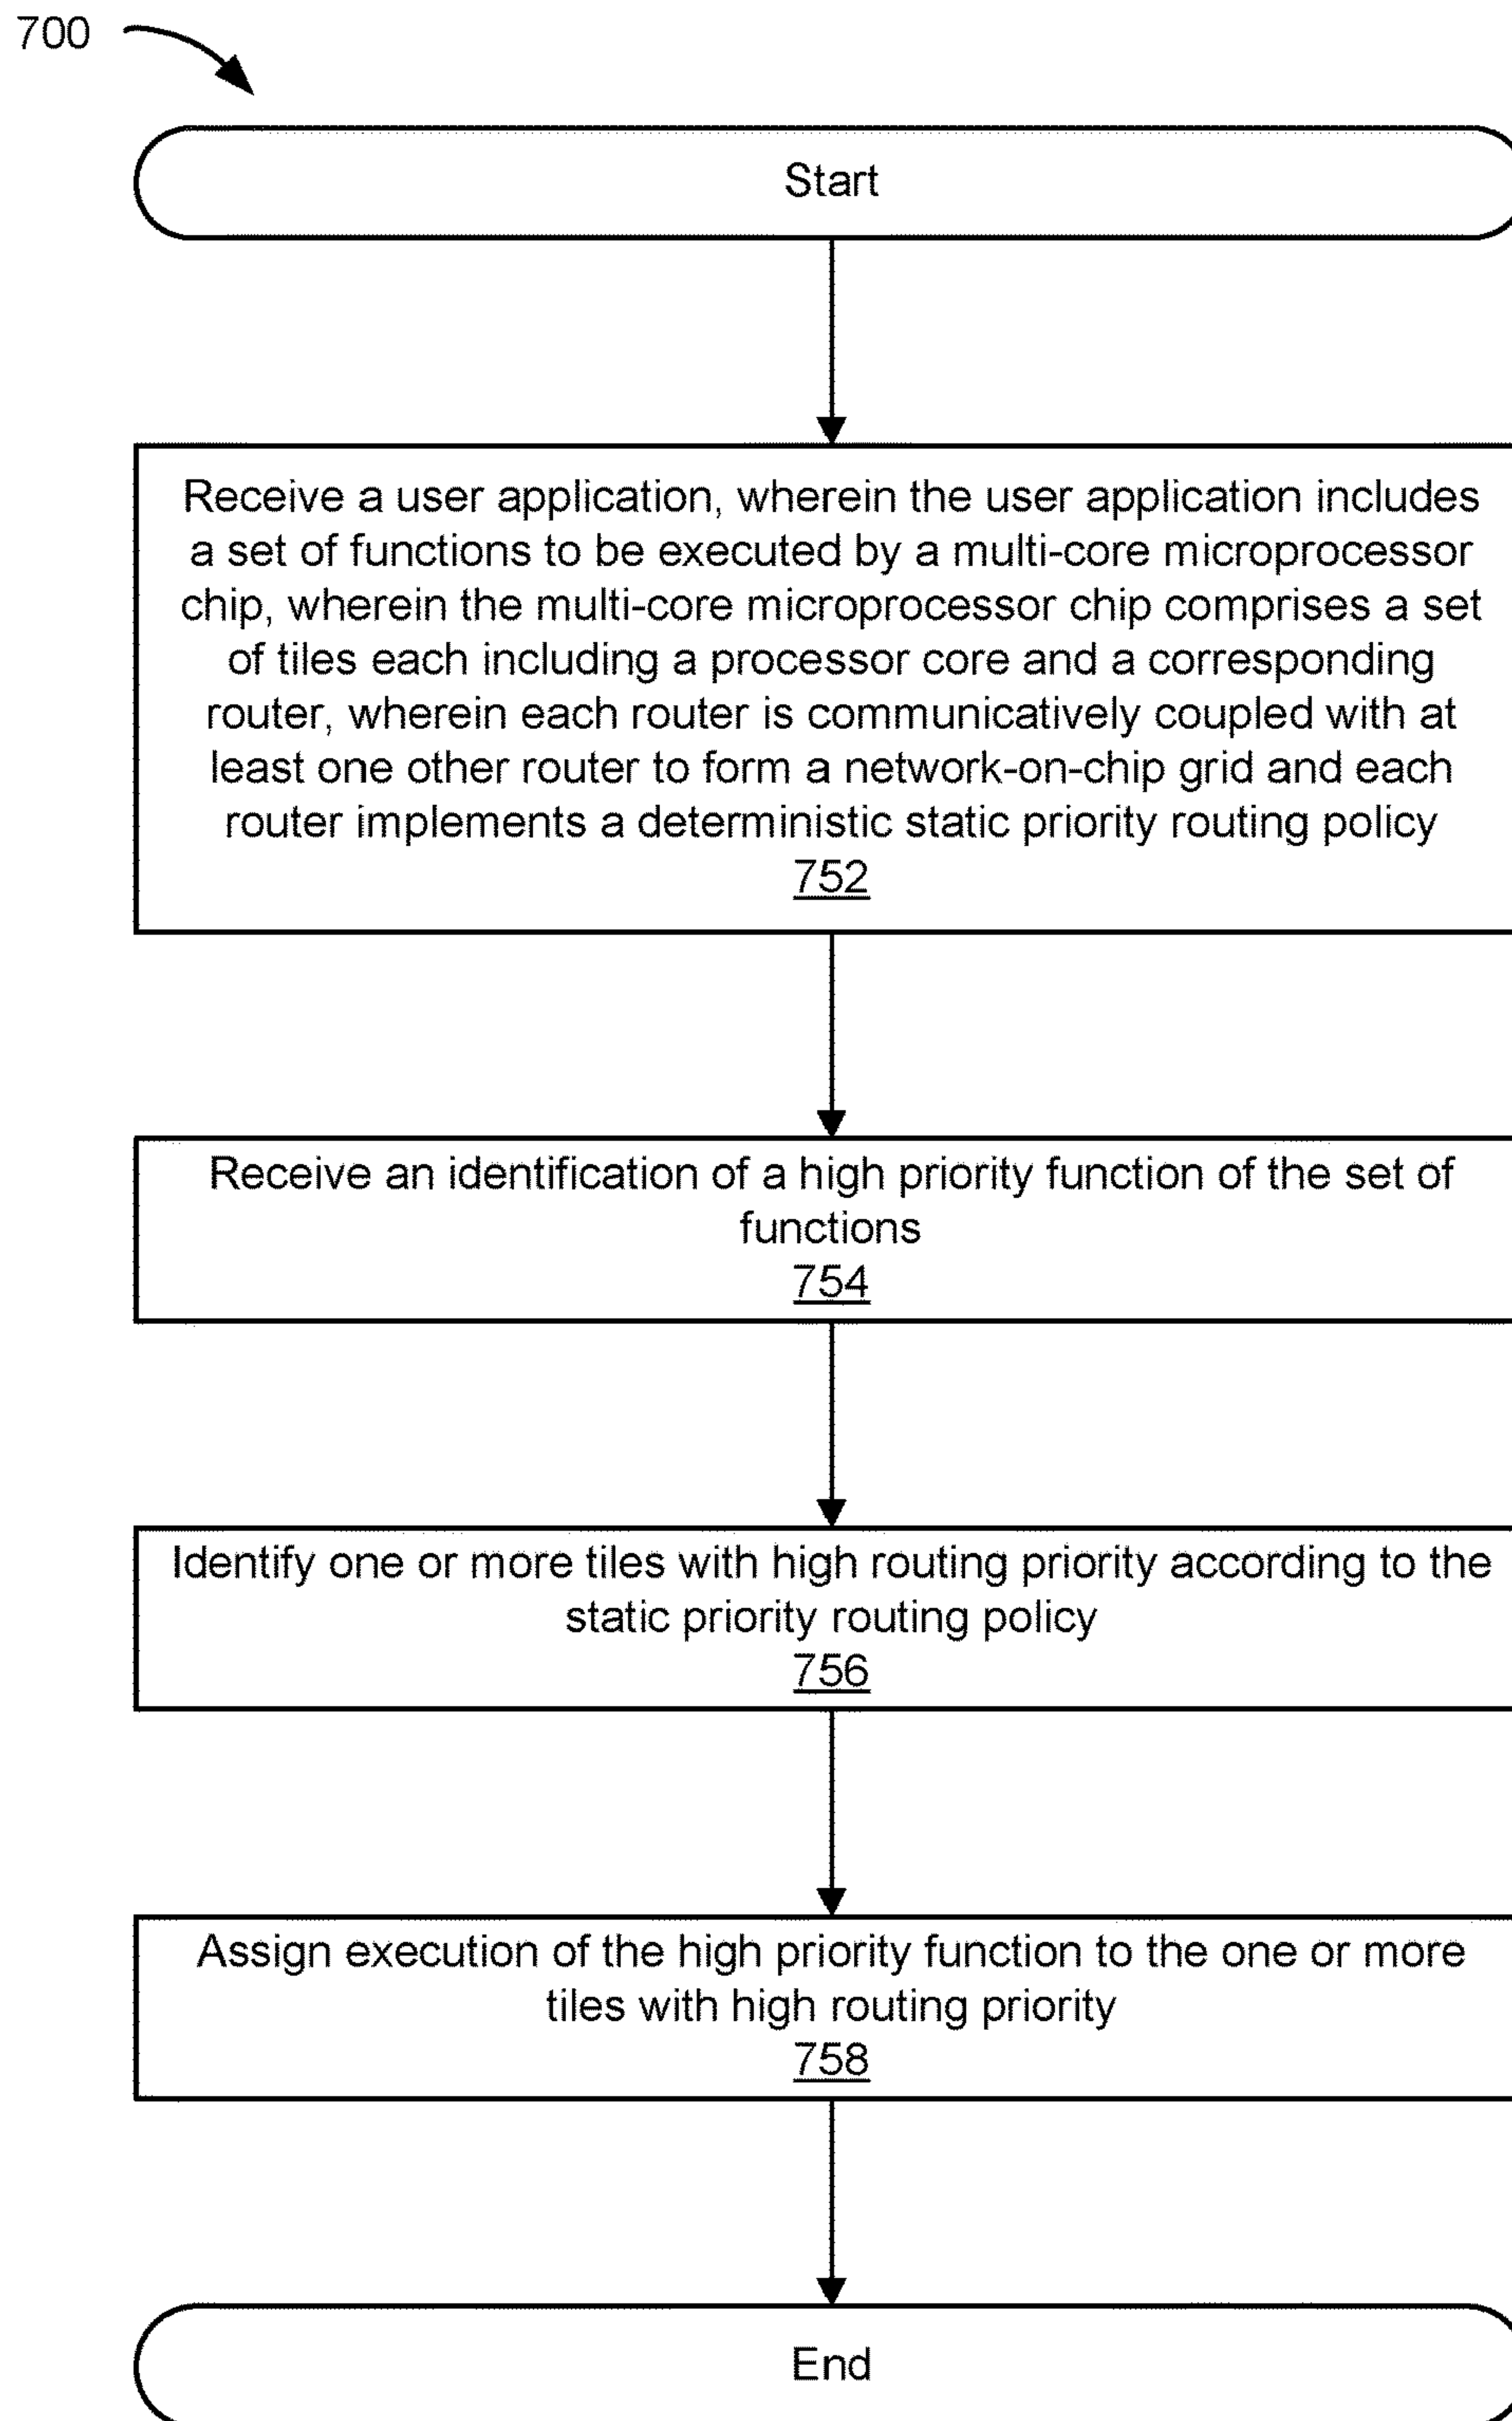 700
Start
Receive a user application, wherein the user application includes
a set of functions to be executed by a multi-core microprocessor
chip, wherein the multi-core microprocessor chip comprises a set
of tiles each including a processor core and a corresponding
router, wherein each router is communicatively coupled with at
least one other router to form a network-on-chip grid and each
router implements a deterministic static priority routing policy
752
Receive an identification of a high priority function of the set of
functions
754
Identify one or more tiles with high routing priority according to the
static priority routing policy
756
Assign execution of the high priority function to the one or more
tiles with high routing priority
758
End